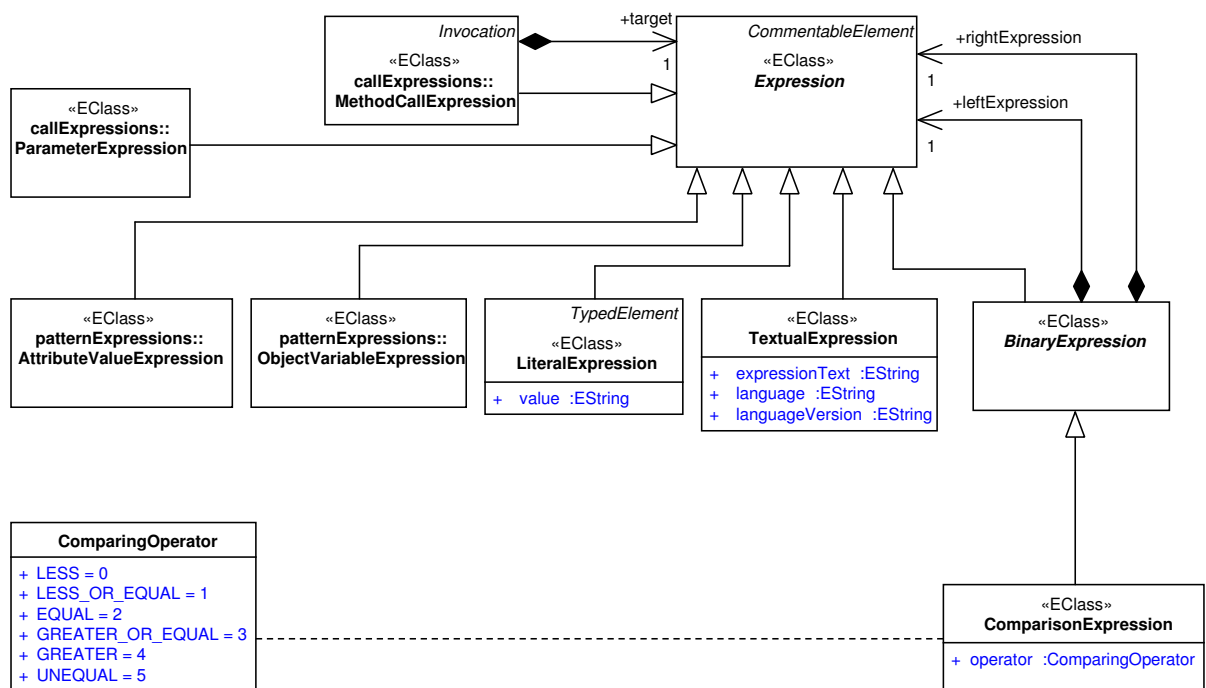 Invocation
«EClass»
callExpressions::
MethodCallExpression
+target
1
CommentableElement
«EClass»
Expression
+rightExpression
1
+leftExpression
1
«EClass»
callExpressions::
ParameterExpression
«EClass»
patternExpressions::
AttributeValueExpression
«EClass»
patternExpressions::
ObjectVariableExpression
TypedElement
«EClass»
LiteralExpression
+ value :EString
«EClass»
TextualExpression
+ expressionText :EString
+ language :EString
+ languageVersion :EString
«EClass»
BinaryExpression
ComparingOperator
+ LESS = 0
+ LESS_OR_EQUAL = 1
+ EQUAL = 2
+ GREATER_OR_EQUAL = 3
+ GREATER = 4
+ UNEQUAL = 5
«EClass»
ComparisonExpression
+ operator :ComparingOperator